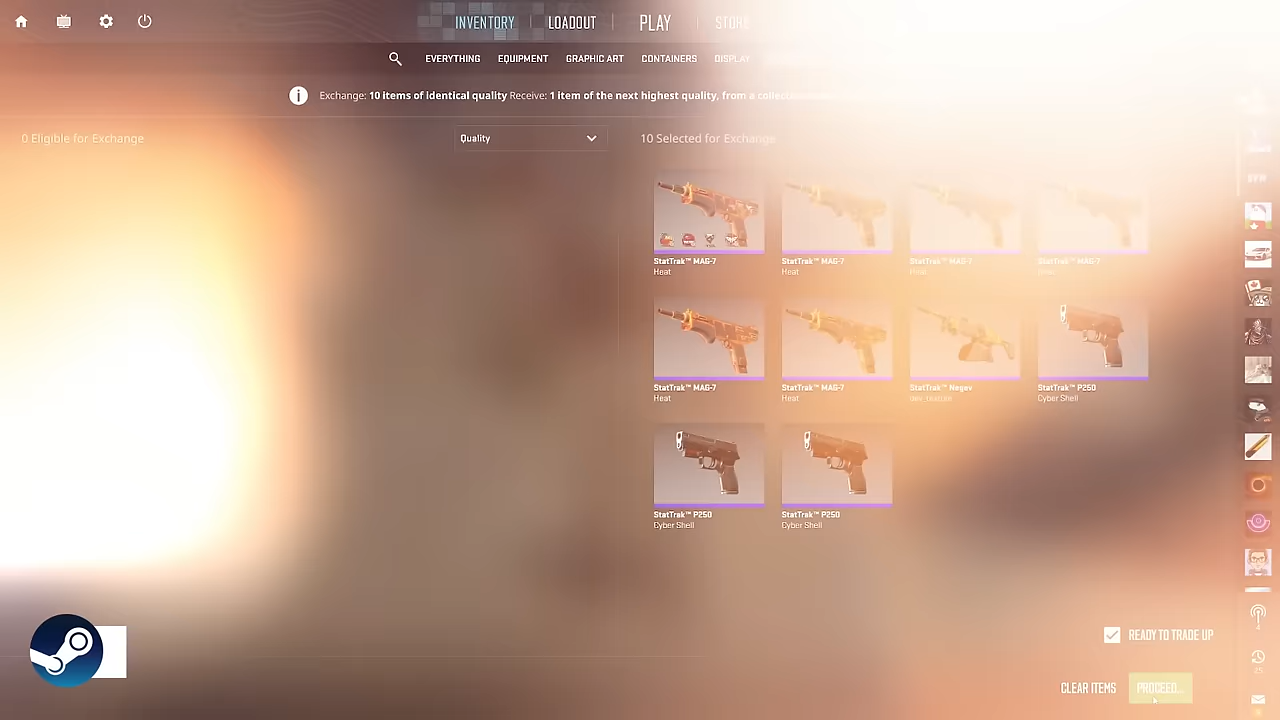 INVENTORY LOADOUT PLAY STORE
EVERYTHING EQUIPMENT GRAPHIC ART CONTAINERS DISPLAY
Exchange: 10 items of identical quality Receive: 1 item of the next highest quality, from a
0 Eligible for Exchange
Quality
10 Selected for Exchange
StatTrak™ MAG-7 StatTrak™ MAG-7 StatTrak™ MAG-7 StatTrak™ MAG-7
Heat Heat Heat Heat
StatTrak™ MAG-7 StatTrak™ MAG-7 StatTrak™ Negev StatTrak™ P250
Heat Heat Cyber Shell
StatTrak™ P250 StatTrak™ P250
Cyber Shell Cyber Shell
READY TO TRADE UP
CLEAR ITEMS PROCEED...